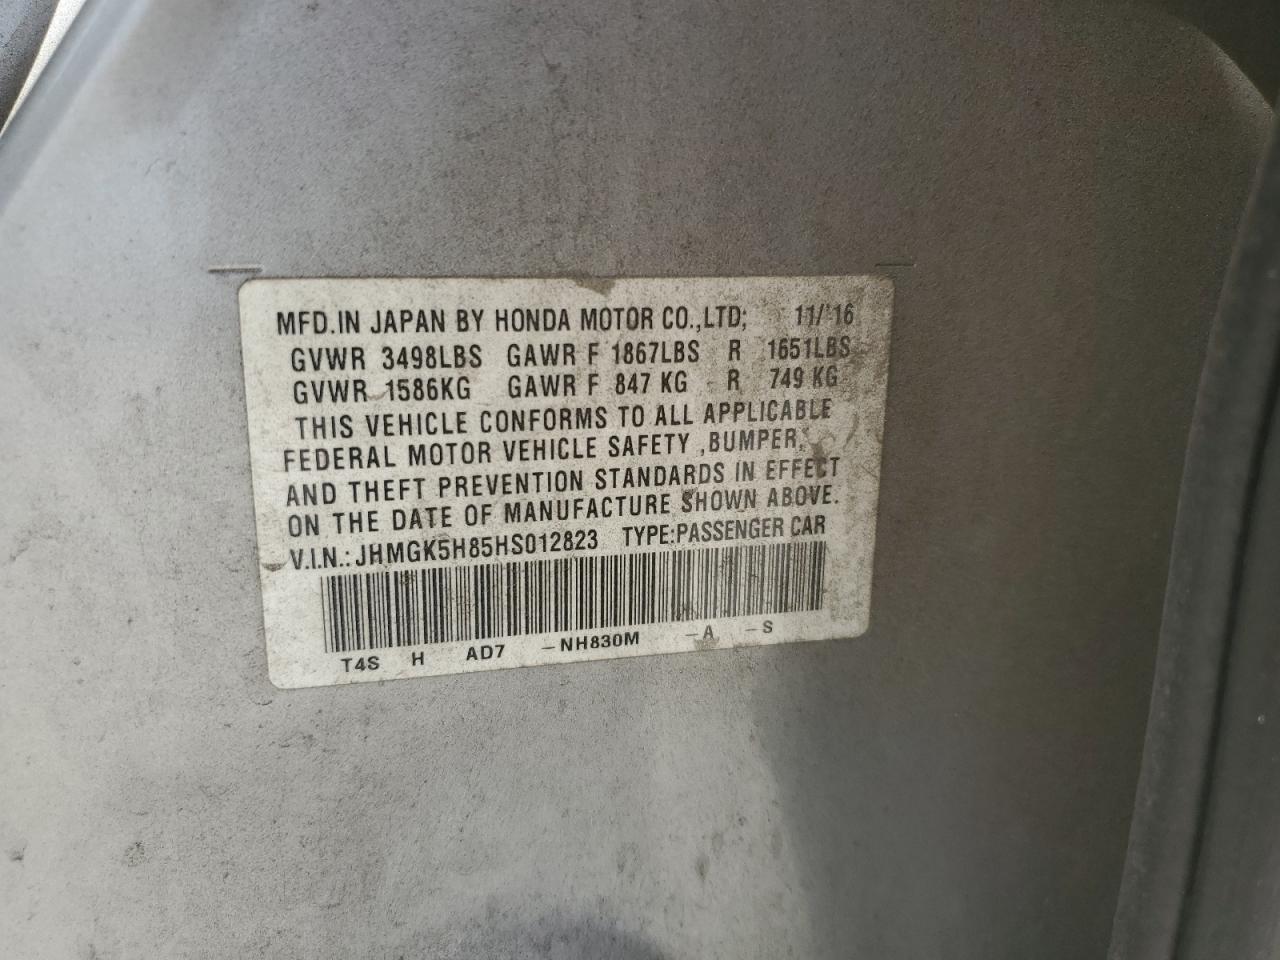 MFD.IN JAPAN BY HONDA MOTOR CO.,LTD; 11/'16
GVWR 3498LBS GAWR F 1867LBS R 1651LBS
GVWR 1586KG GAWR F 847 KG R 749 KG
THIS VEHICLE CONFORMS TO ALL APPLICABLE
FEDERAL MOTOR VEHICLE SAFETY ,BUMPER,
AND THEFT PREVENTION STANDARDS IN EFFECT
ON THE DATE OF MANUFACTURE SHOWN ABOVE.
V.I.N.: JHMGK5H85HS012823 TYPE:PASSENGER CAR
T4S H AD7 -NH830M -A -S